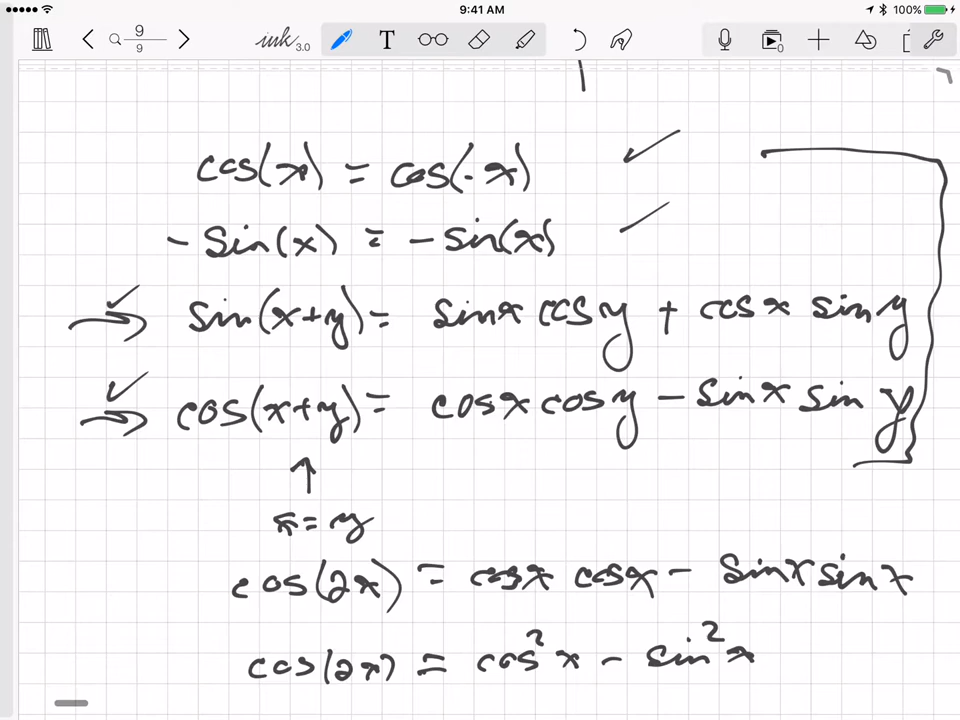 9:41 AM 100%
9 ink 3.0 T 0
9
cos(x) = cos(-x)
- sin(x) = - sin(x)
sin(x+y) = sinx cosy + cosx siny
cos(x+y) = cosx cosy - sinx siny
↑
x = y
cos(2x) = cosx cosx - sinx sinx
cos(2x) = cos²x - sin²x